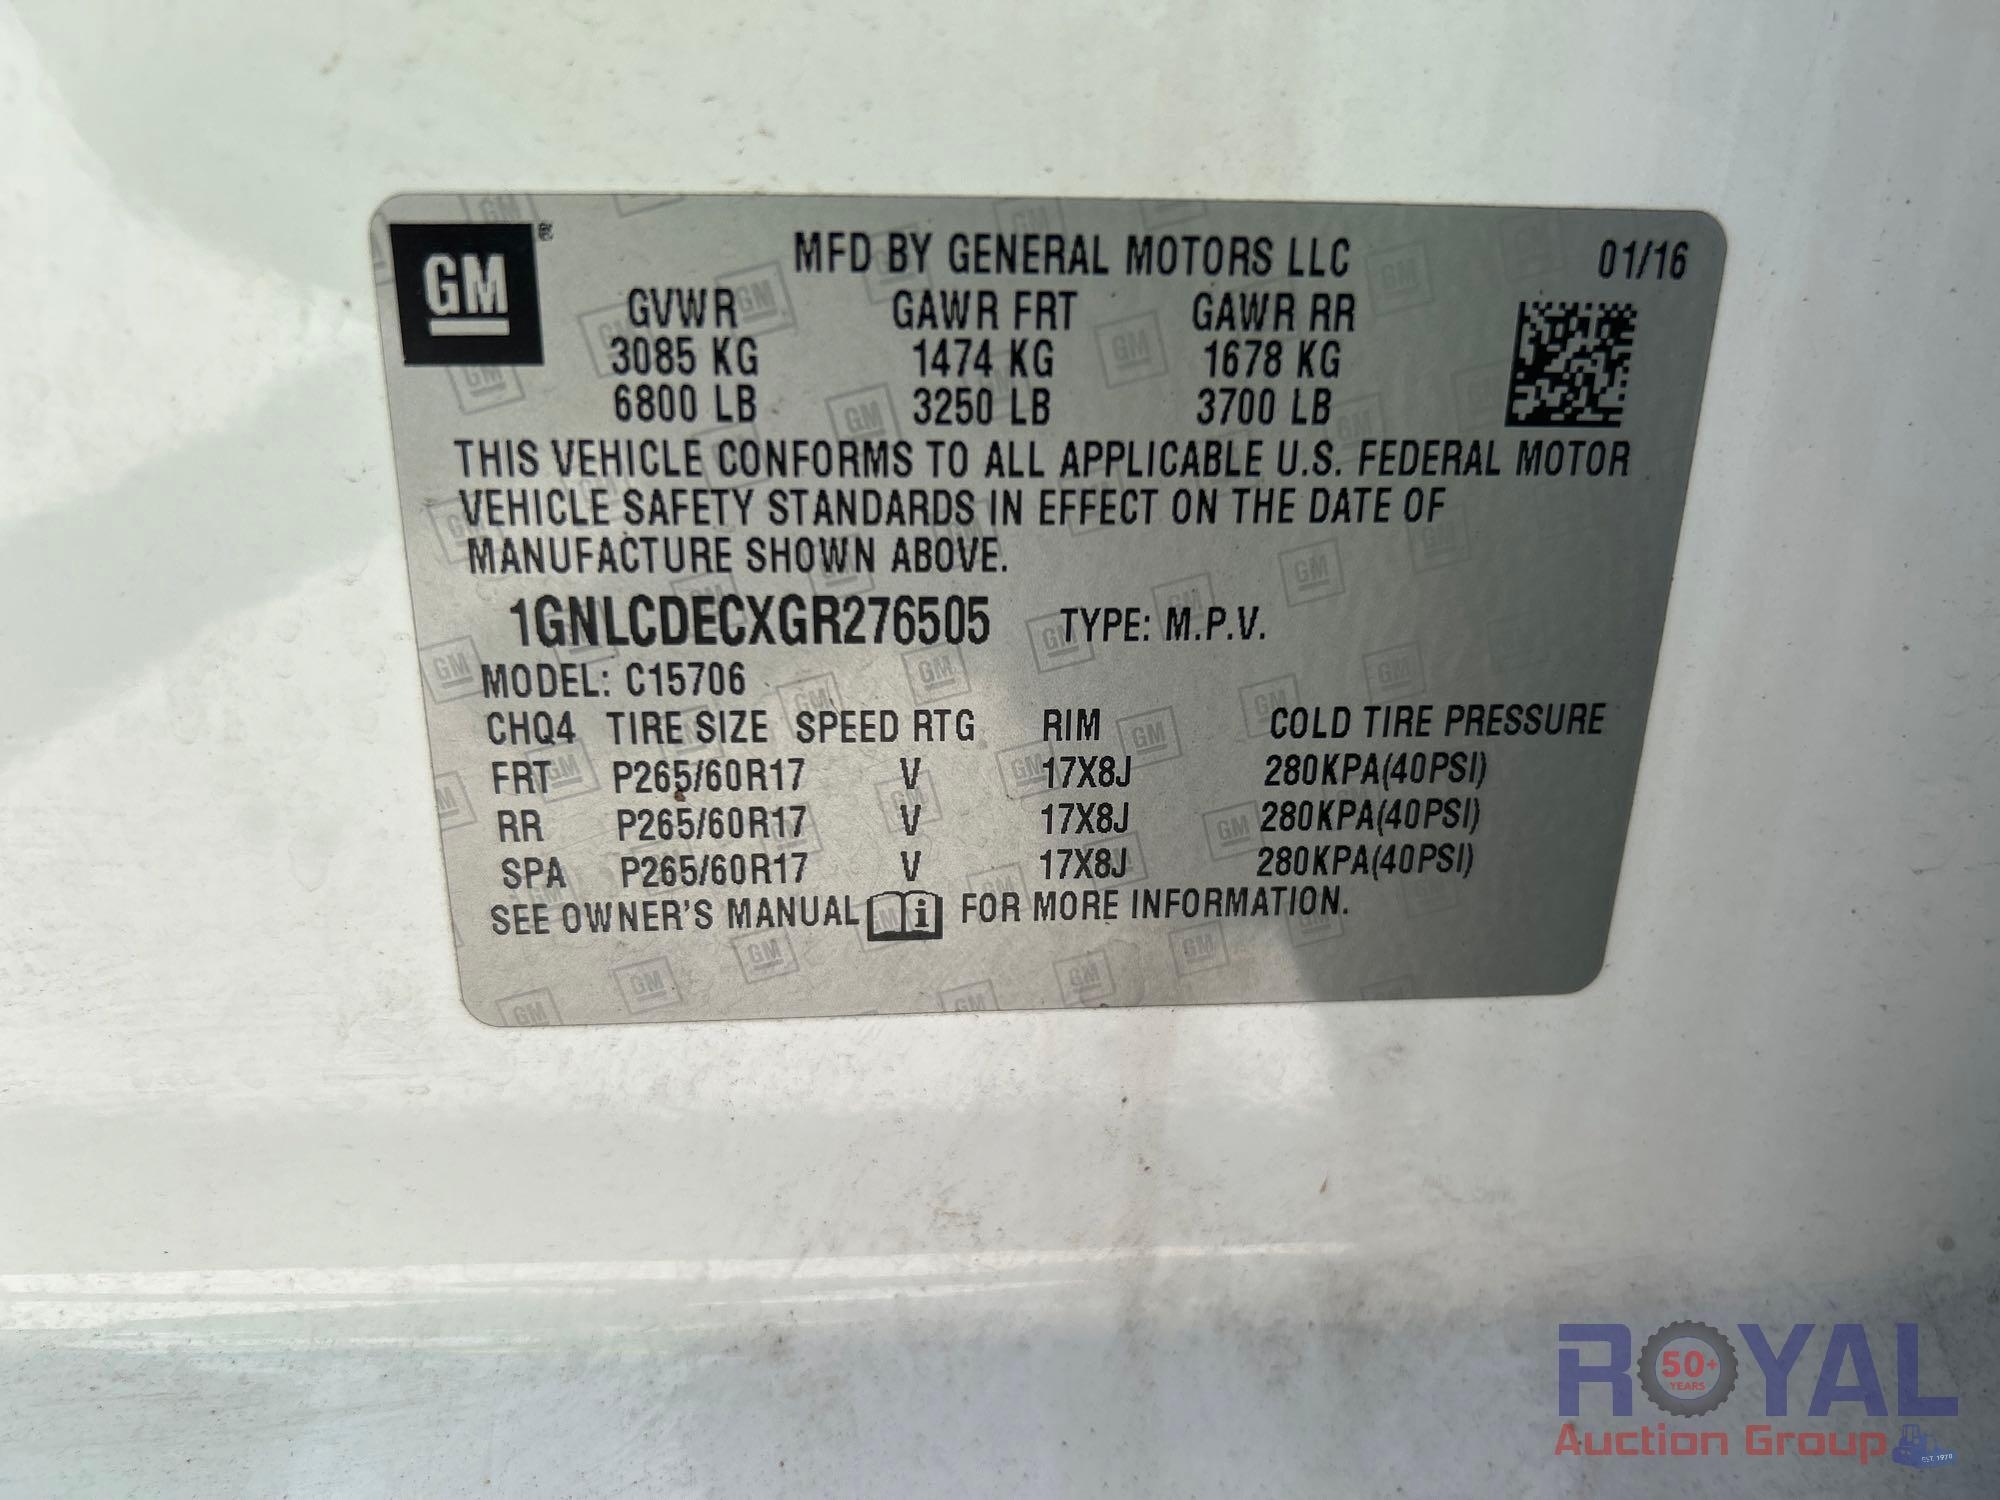 GM®
MFD BY GENERAL MOTORS LLC 01/16
GVWR GAWR FRT GAWR RR
3085 KG 1474 KG 1678 KG
6800 LB 3250 LB 3700 LB
THIS VEHICLE CONFORMS TO ALL APPLICABLE U.S. FEDERAL MOTOR
VEHICLE SAFETY STANDARDS IN EFFECT ON THE DATE OF
MANUFACTURE SHOWN ABOVE.
1GNLCDECXGR276505 TYPE: M.P.V.
MODEL: C15706
CHQ4 TIRE SIZE SPEED RTG RIM COLD TIRE PRESSURE
FRT P265/60R17 V 17X8J 280KPA(40PSI)
RR P265/60R17 V 17X8J 280KPA(40PSI)
SPA P265/60R17 V 17X8J 280KPA(40PSI)
SEE OWNER'S MANUAL i FOR MORE INFORMATION.
ROYAL
50+
YEARS
Auction Group
EST. 1970